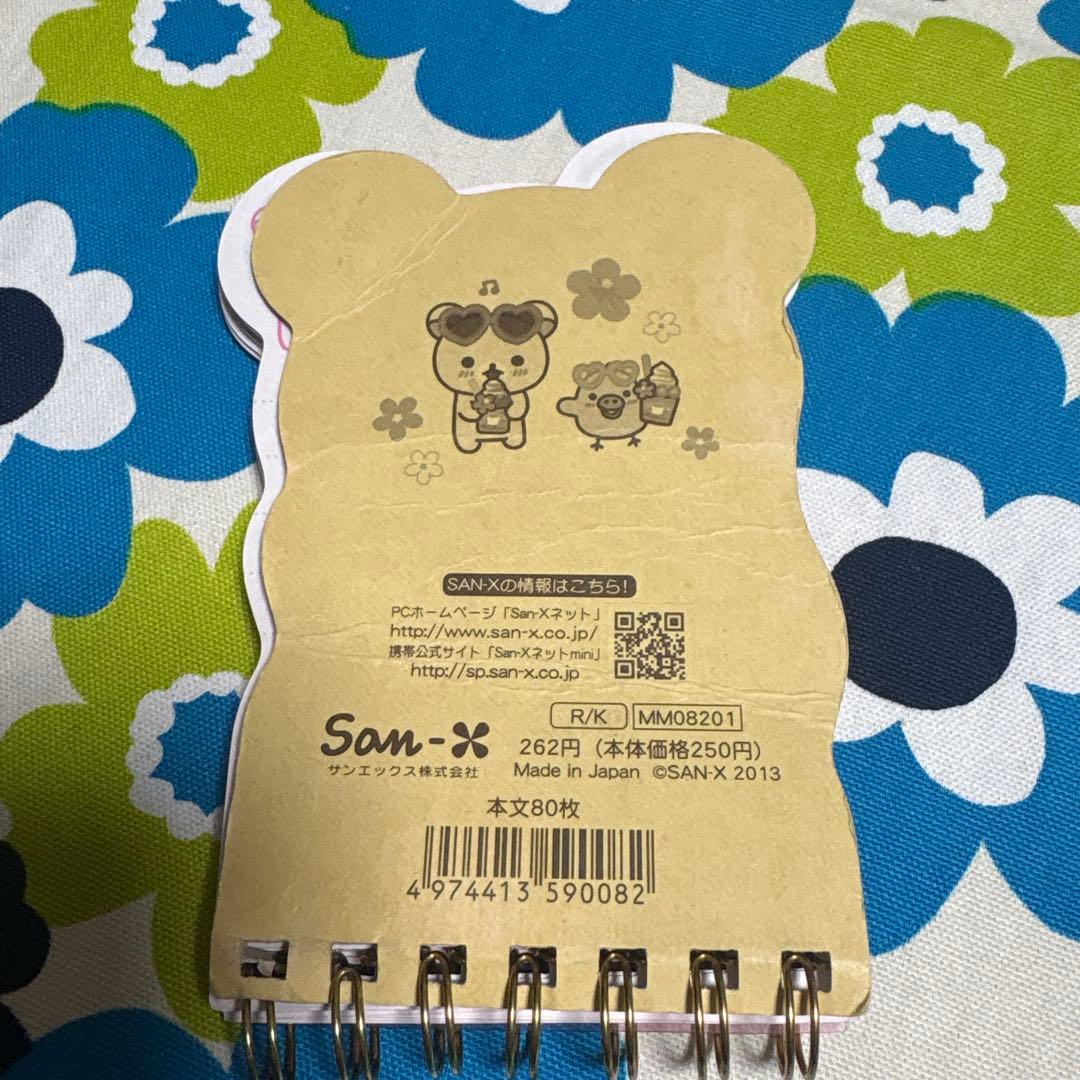 SAN-Xの情報はこちら!
PCホームページ「San-Xネット」
http://www.san-x.co.jp/
携帯公式サイト「San-Xネットmini」
http://sp.san-x.co.jp
R/K MM08201
San-X
262円(本体価格250円)
サンエックス株式会社
Made in Japan ©SAN-X 2013
本文80枚
4 974413 590082